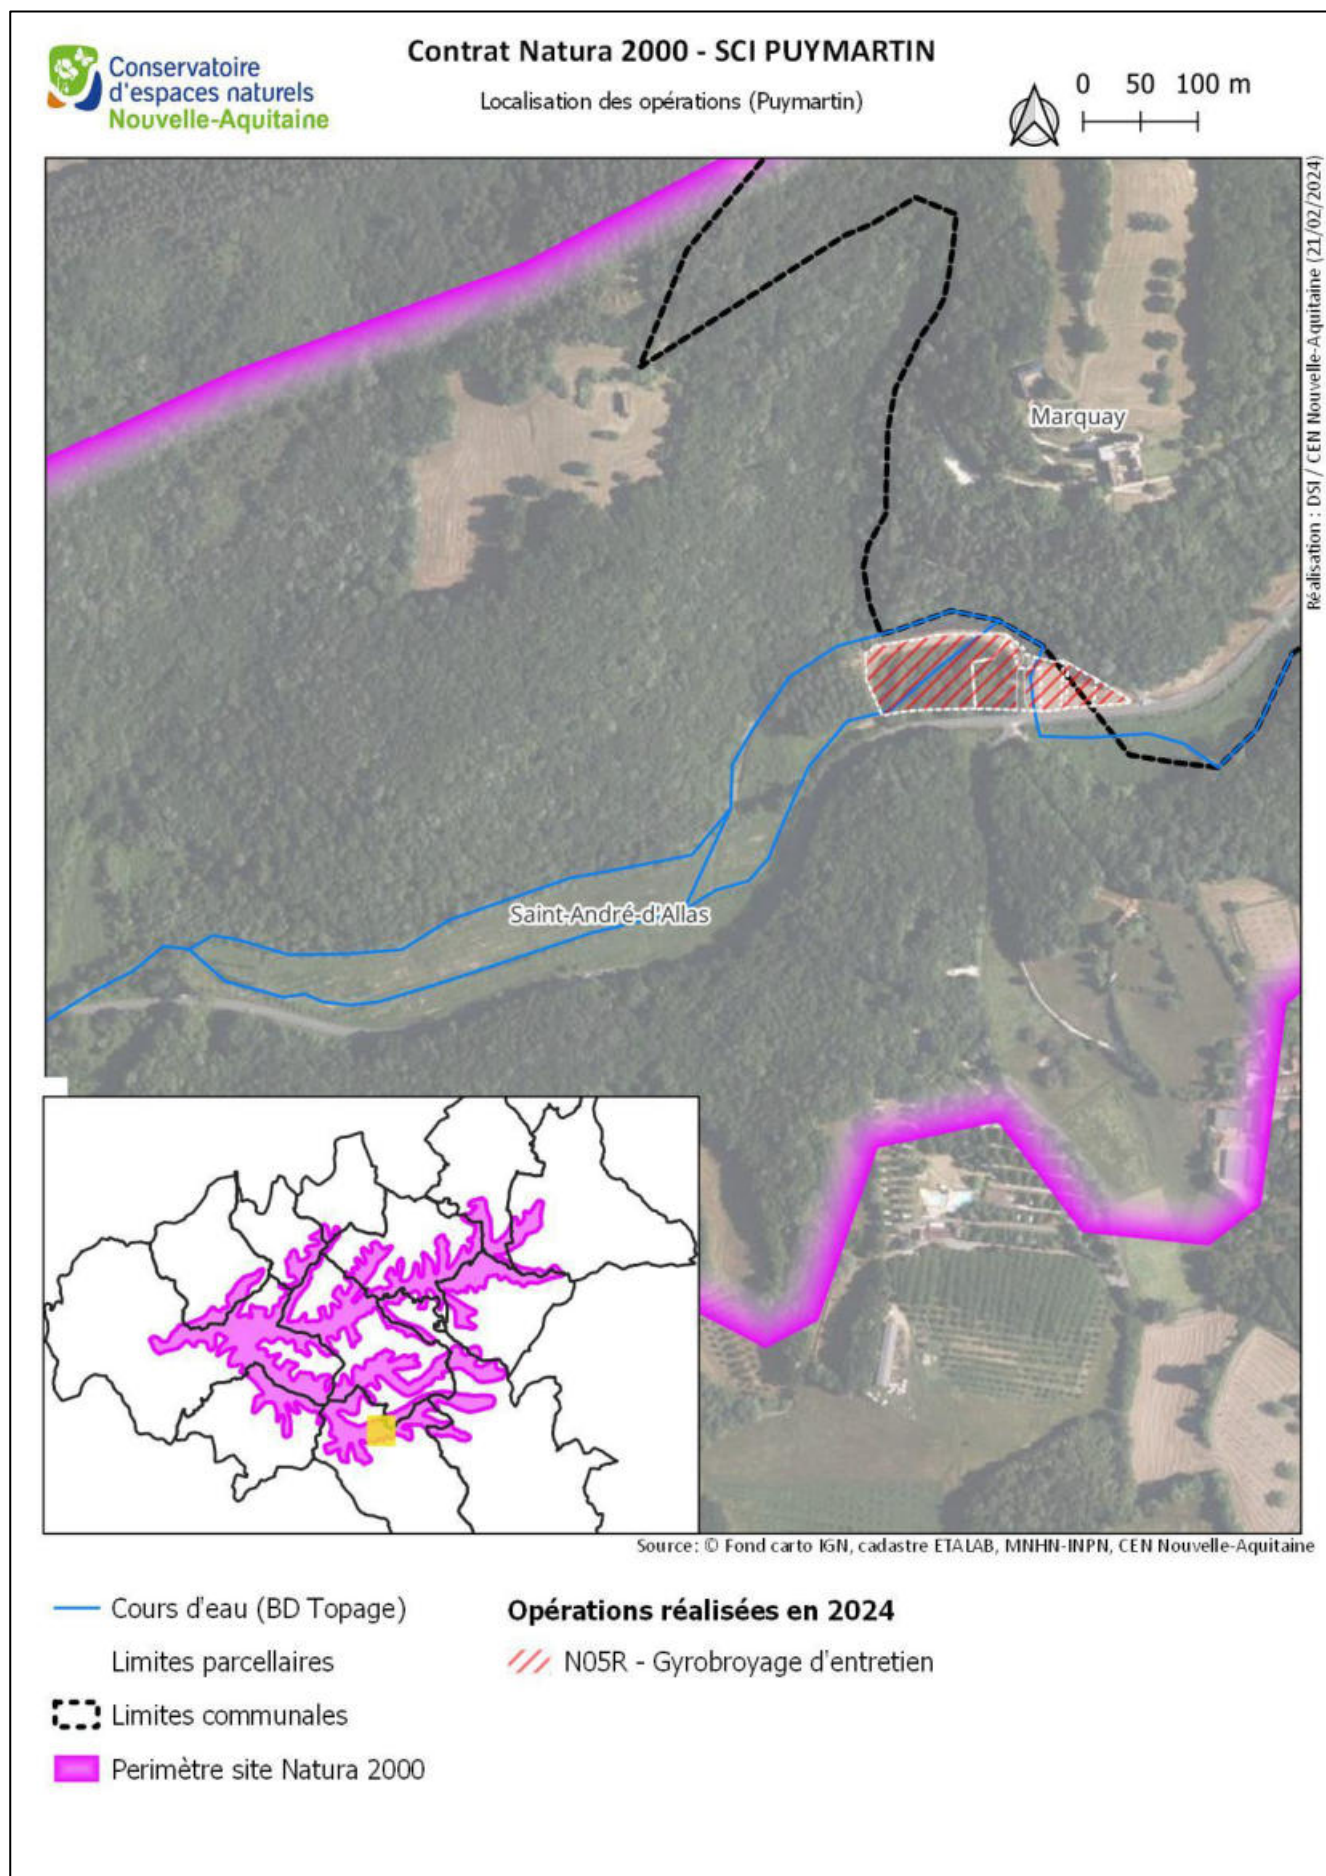 Conservatoire
d'espaces naturels
Nouvelle-Aquitaine
Contrat Natura 2000 - SCI PUYMARTIN
Localisation des opérations (Puymartin)
0 50 100 m
Réalisation : DSI / CEN Nouvelle-Aquitaine (21/02/2024)
Marquay
Saint-André-d'Allas
Source: © Fond carto IGN, cadastre ETALAB, MNHN-INPN, CEN Nouvelle-Aquitaine
Cours d'eau (BD Topage)
Limites parcellaires
Limites communales
Perimètre site Natura 2000
Opérations réalisées en 2024
N05R - Gyrobroyage d'entretien